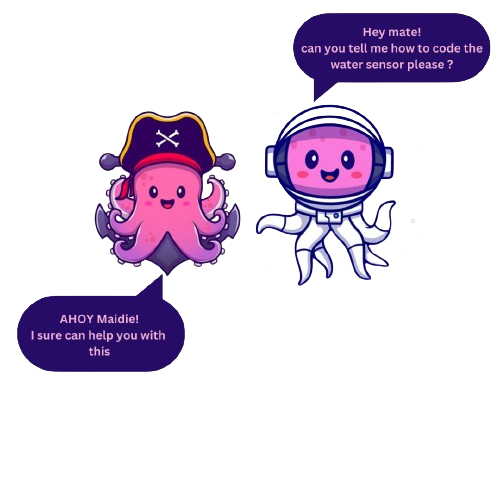 Hey mate!
can you tell me how to code the
water sensor please ?
AHOY Maidie!
I sure can help you with
this